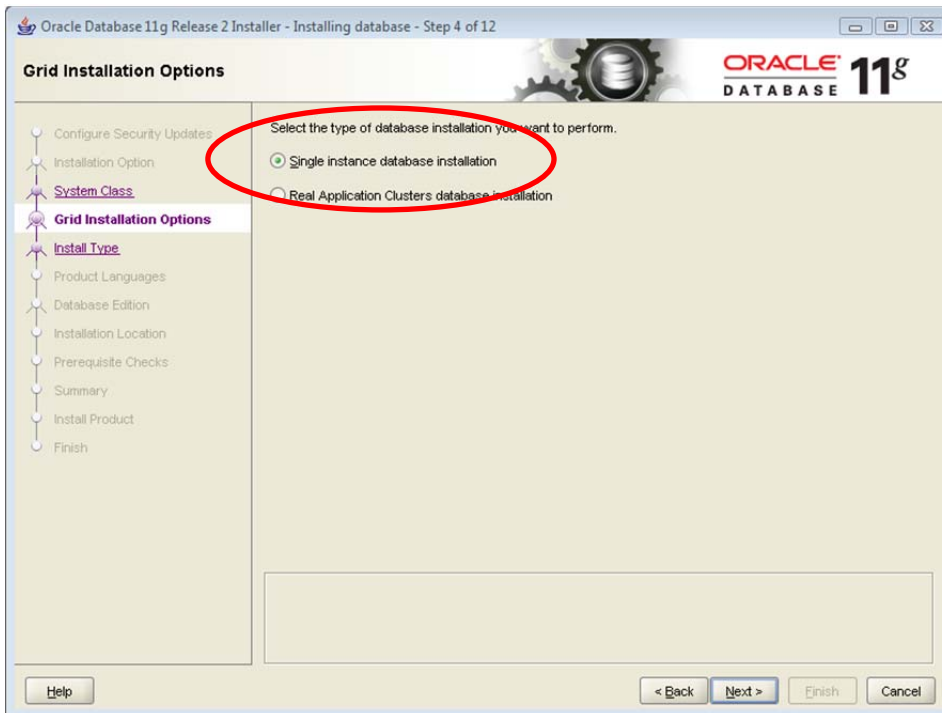 Oracle Database 11g Release 2 Installer - Installing database - Step 4 of 12
Grid Installation Options
ORACLE
DATABASE
11g
Configure Security Updates
Installation Option
System Class
Grid Installation Options
Install Type
Product Languages
Database Edition
Installation Location
Prerequisite Checks
Summary
Install Product
Finish
Select the type of database installation you want to perform.
Single instance database installation
Real Application Clusters database installation
Help
< Back
Next >
Finish
Cancel